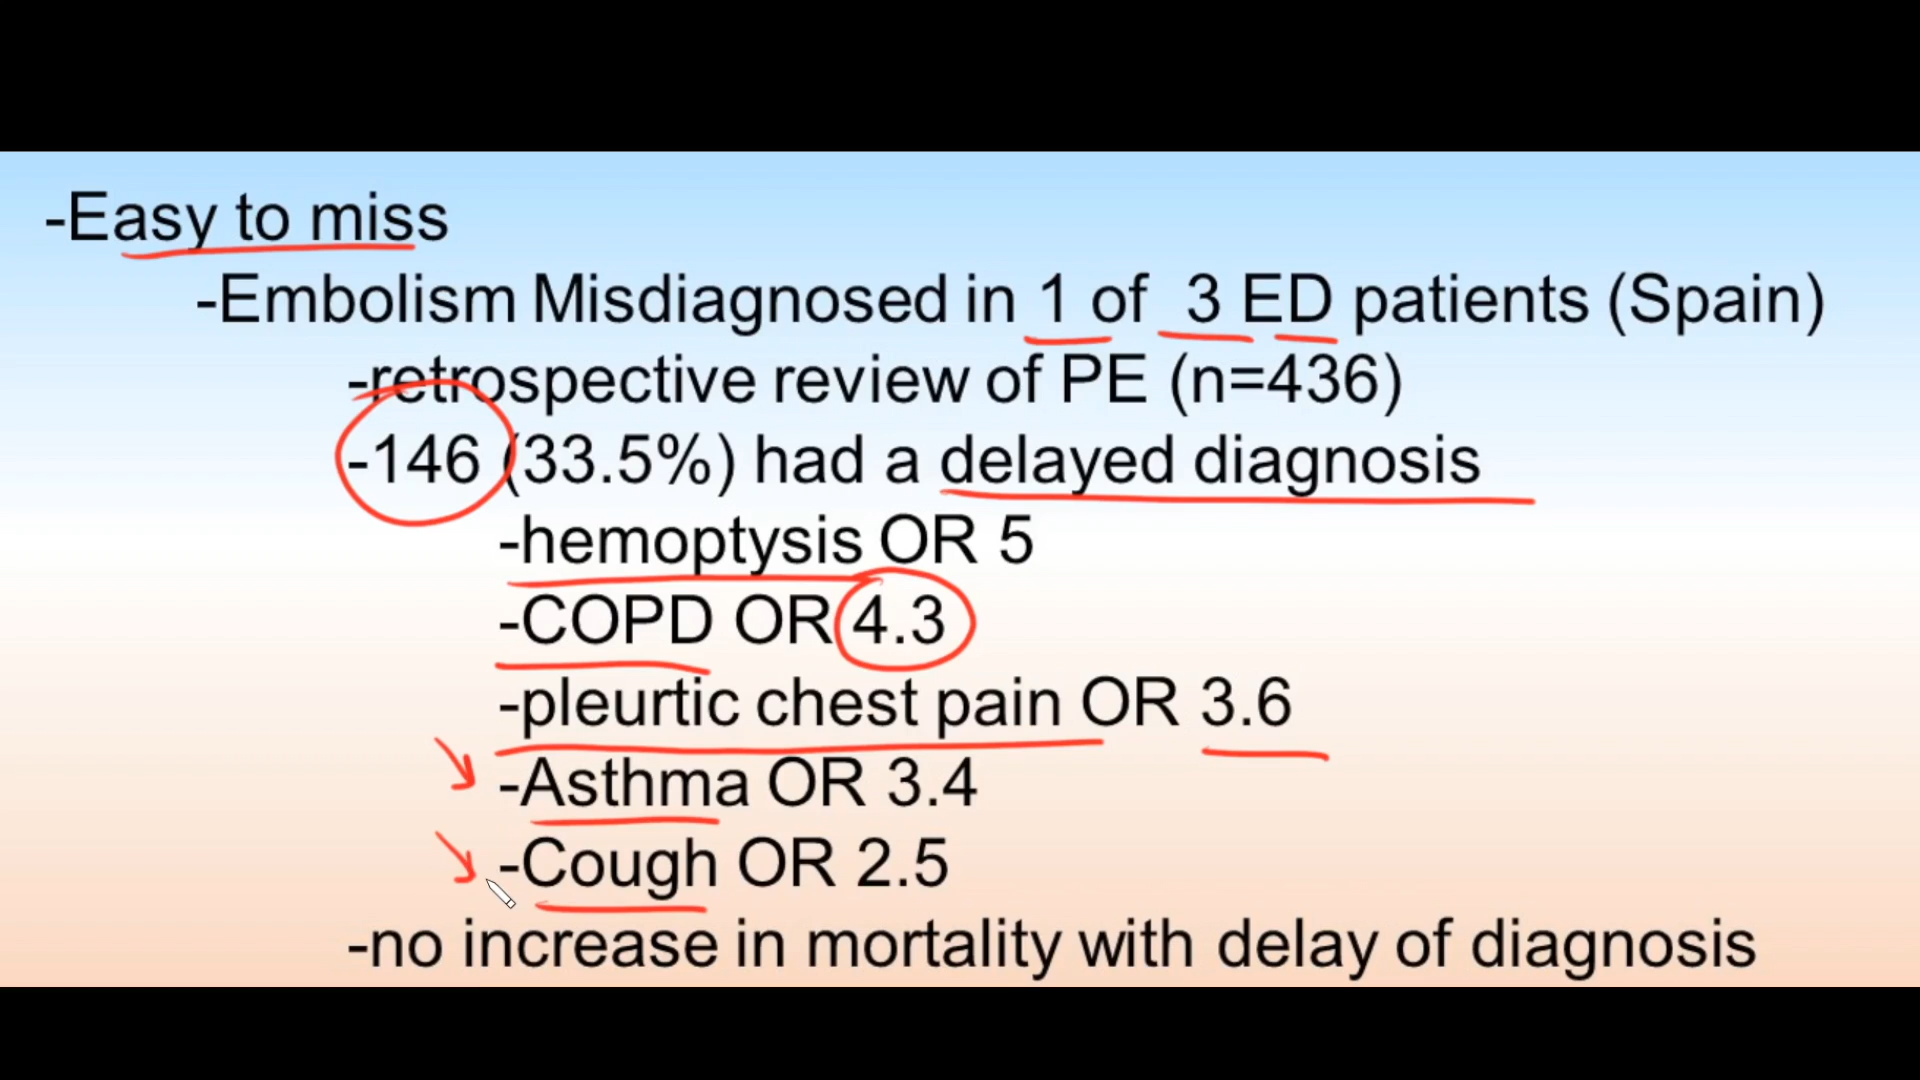 -Easy to miss
-Embolism Misdiagnosed in 1 of 3 ED patients (Spain)
-retrospective review of PE (n=436)
-146 (33.5%) had a delayed diagnosis
-hemoptysis OR 5
-COPD OR 4.3
-pleurtic chest pain OR 3.6
-Asthma OR 3.4
-Cough OR 2.5
-no increase in mortality with delay of diagnosis